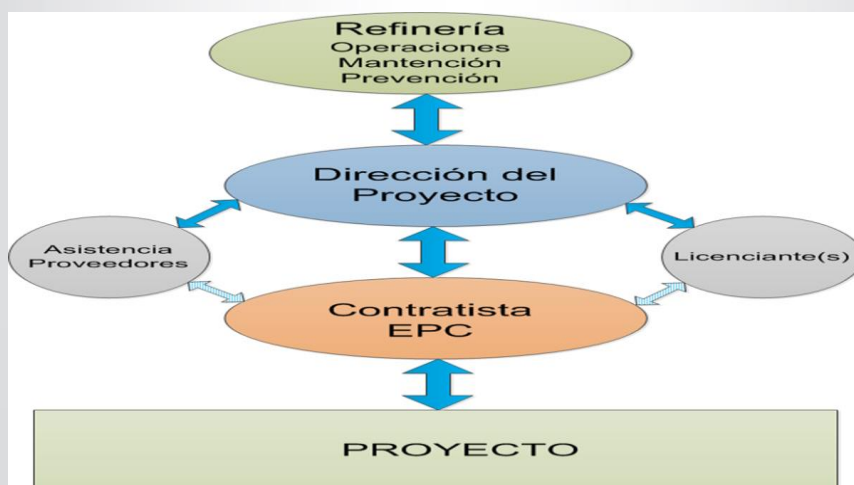 Refinería
Operaciones
Mantención
Prevención
Dirección del
Proyecto
Asistencia
Proveedores
Licenciante(s)
Contratista
EPC
PROYECTO